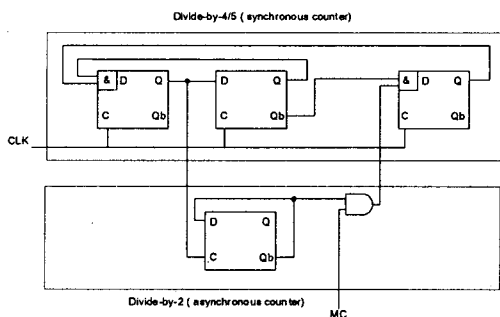 Divide-by-4/5 ( synchronous counter)
& D Q
D Q
& D Q
C Qb
C Qb
C Qb
CLK
D Q
C Qb
Divide-by-2 ( asynchronous counter)
MC